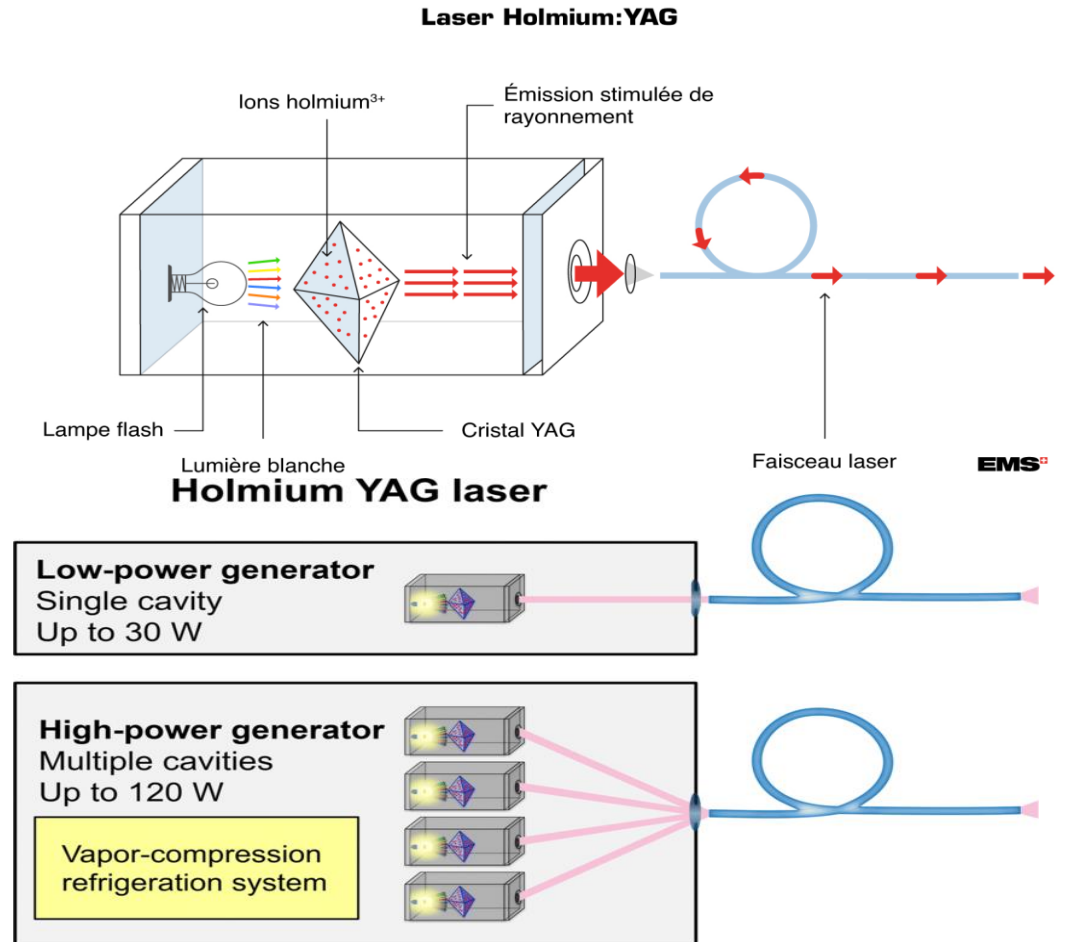 Laser Holmium:YAG
Ions holmium³⁺
Émission stimulée de
rayonnement
Lampe flash
Cristal YAG
Lumière blanche
Faisceau laser
EMS
Holmium YAG laser
Low-power generator
Single cavity
Up to 30 W
High-power generator
Multiple cavities
Up to 120 W
Vapor-compression
refrigeration system